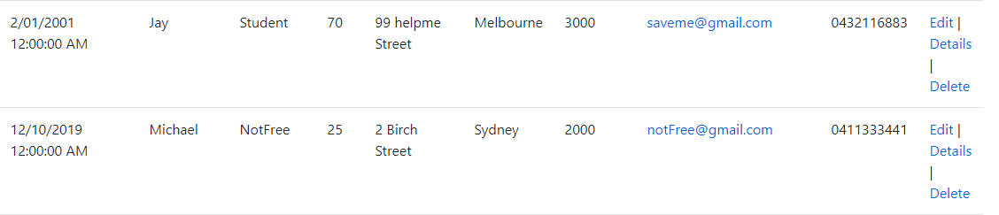 2/01/2001 Jay Student 70 99 helpme Melbourne 3000 saveme@gmail.com 0432116883 Edit |
12:00:00 AM Street Details
|
Delete
12/10/2019 Michael NotFree 25 2 Birch Sydney 2000 notFree@gmail.com 0411333441 Edit |
12:00:00 AM Street Details
|
Delete